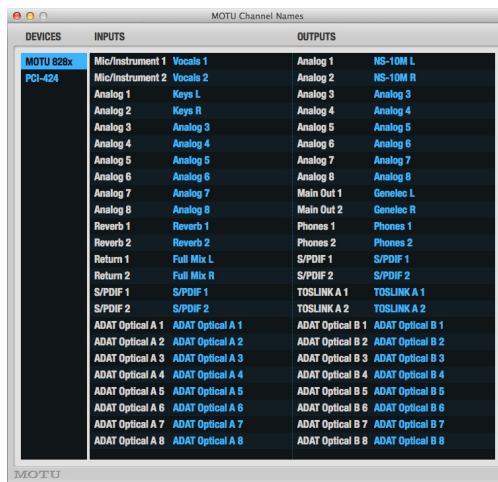 MOTU Channel Names
DEVICES INPUTS OUTPUTS
MOTU 828x Mic/Instrument 1 Vocals 1 Analog 1 NS-10M L
PCI-424 Mic/Instrument 2 Vocals 2 Analog 2 NS-10M R
Analog 1 Keys L Analog 3 Analog 3
Analog 2 Keys R Analog 4 Analog 4
Analog 3 Analog 3 Analog 5 Analog 5
Analog 4 Analog 4 Analog 6 Analog 6
Analog 5 Analog 5 Analog 7 Analog 7
Analog 6 Analog 6 Analog 8 Analog 8
Analog 7 Analog 7 Main Out 1 Genelec L
Analog 8 Analog 8 Main Out 2 Genelec R
Reverb 1 Reverb 1 Phones 1 Phones 1
Reverb 2 Reverb 2 Phones 2 Phones 2
Return 1 Full Mix L S/PDIF 1 S/PDIF 1
Return 2 Full Mix R S/PDIF 2 S/PDIF 2
S/PDIF 1 S/PDIF 1 TOSLINK A 1 TOSLINK A 1
S/PDIF 2 S/PDIF 2 TOSLINK A 2 TOSLINK A 2
ADAT Optical A 1 ADAT Optical A 1 ADAT Optical B 1 ADAT Optical B 1
ADAT Optical A 2 ADAT Optical A 2 ADAT Optical B 2 ADAT Optical B 2
ADAT Optical A 3 ADAT Optical A 3 ADAT Optical B 3 ADAT Optical B 3
ADAT Optical A 4 ADAT Optical A 4 ADAT Optical B 4 ADAT Optical B 4
ADAT Optical A 5 ADAT Optical A 5 ADAT Optical B 5 ADAT Optical B 5
ADAT Optical A 6 ADAT Optical A 6 ADAT Optical B 6 ADAT Optical B 6
ADAT Optical A 7 ADAT Optical A 7 ADAT Optical B 7 ADAT Optical B 7
ADAT Optical A 8 ADAT Optical A 8 ADAT Optical B 8 ADAT Optical B 8
MOTU